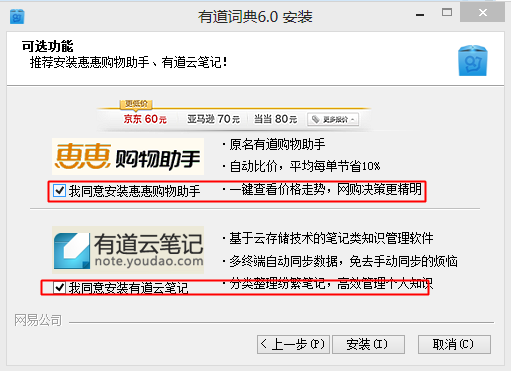 有道词典6.0 安装
可选功能
推荐安装惠惠购物助手、有道云笔记!
更低价
京东 60元 亚马逊 70元 当当 80元 更多报价
惠惠 购物助手
· 原名有道购物助手
· 自动比价，平均每单节省10%
我同意安装惠惠购物助手
· 一键查看价格走势，网购决策更精明
有道云笔记
note.youdao.com
· 基于云存储技术的笔记类知识管理软件
· 多终端自动同步数据，免去手动同步的烦恼
我同意安装有道云笔记
· 分类整理纷繁笔记，高效管理个人知识
网易公司
< 上一步(P)
安装(I)
取消(C)